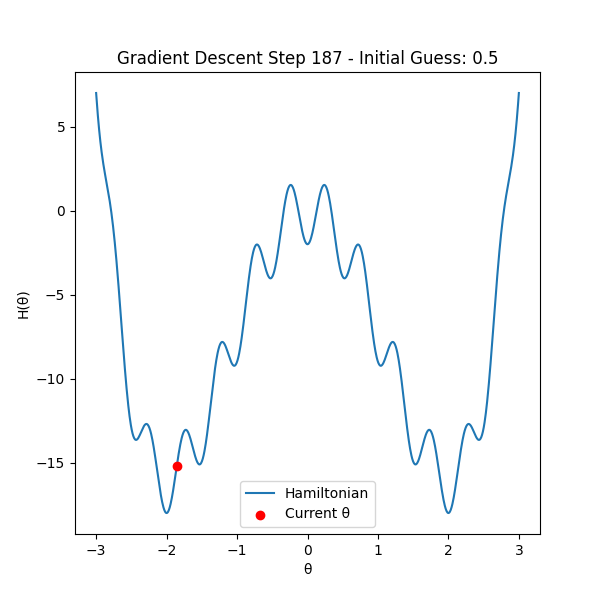 Gradient Descent Step 187 - Initial Guess: 0.5
H(θ)
5
0
−5
−10
−15
Hamiltonian
Current θ
−3 −2 −1 0 1 2 3
θ